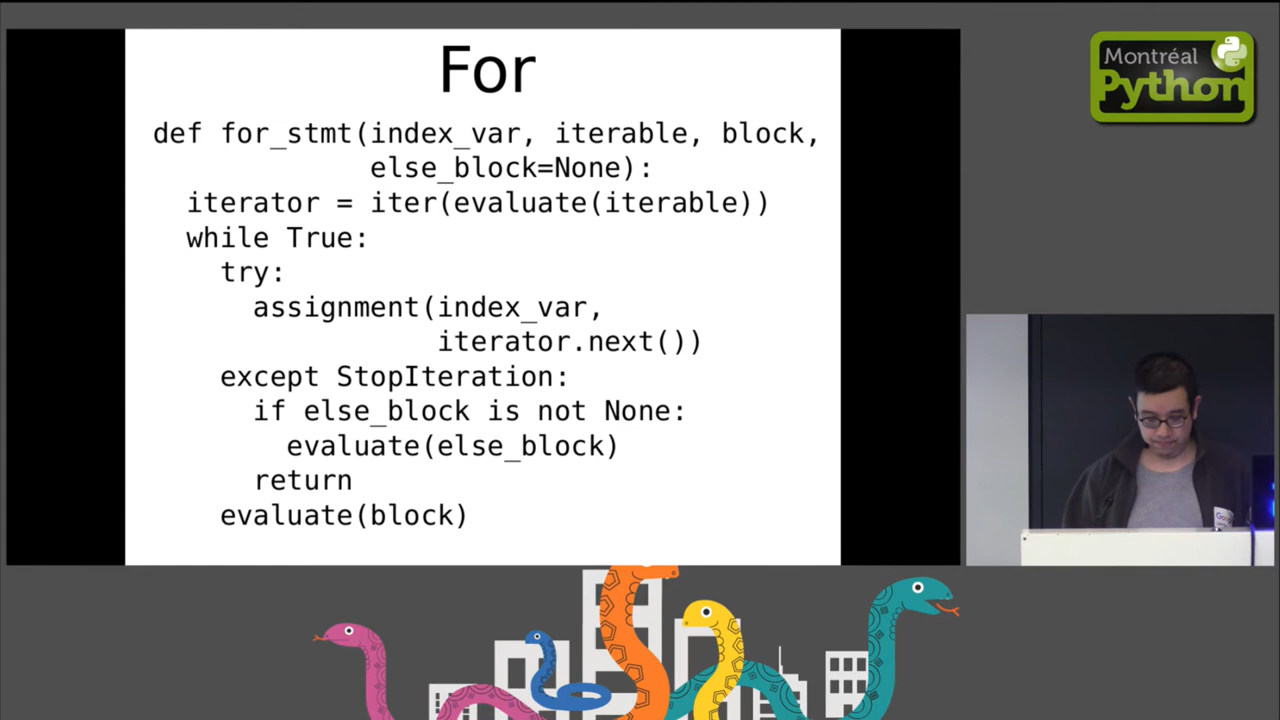 For
def for_stmt(index_var, iterable, block,
else_block=None):
iterator = iter(evaluate(iterable))
while True:
try:
assignment(index_var,
iterator.next())
except StopIteration:
if else_block is not None:
evaluate(else_block)
return
evaluate(block)
Montréal
Python